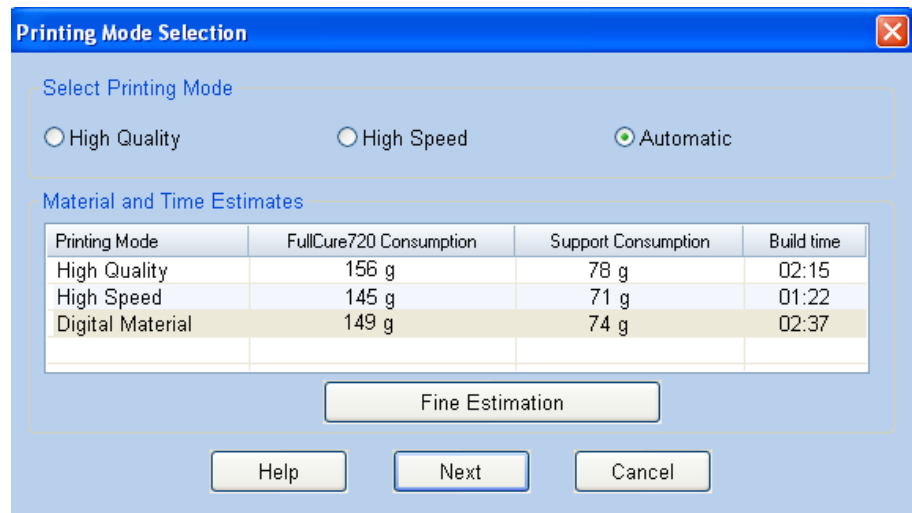 Printing Mode Selection
Select Printing Mode
High Quality High Speed Automatic
Material and Time Estimates
Printing Mode FullCure720 Consumption Support Consumption Build time
High Quality 156 g 78 g 02:15
High Speed 145 g 71 g 01:22
Digital Material 149 g 74 g 02:37
Fine Estimation
Help Next Cancel